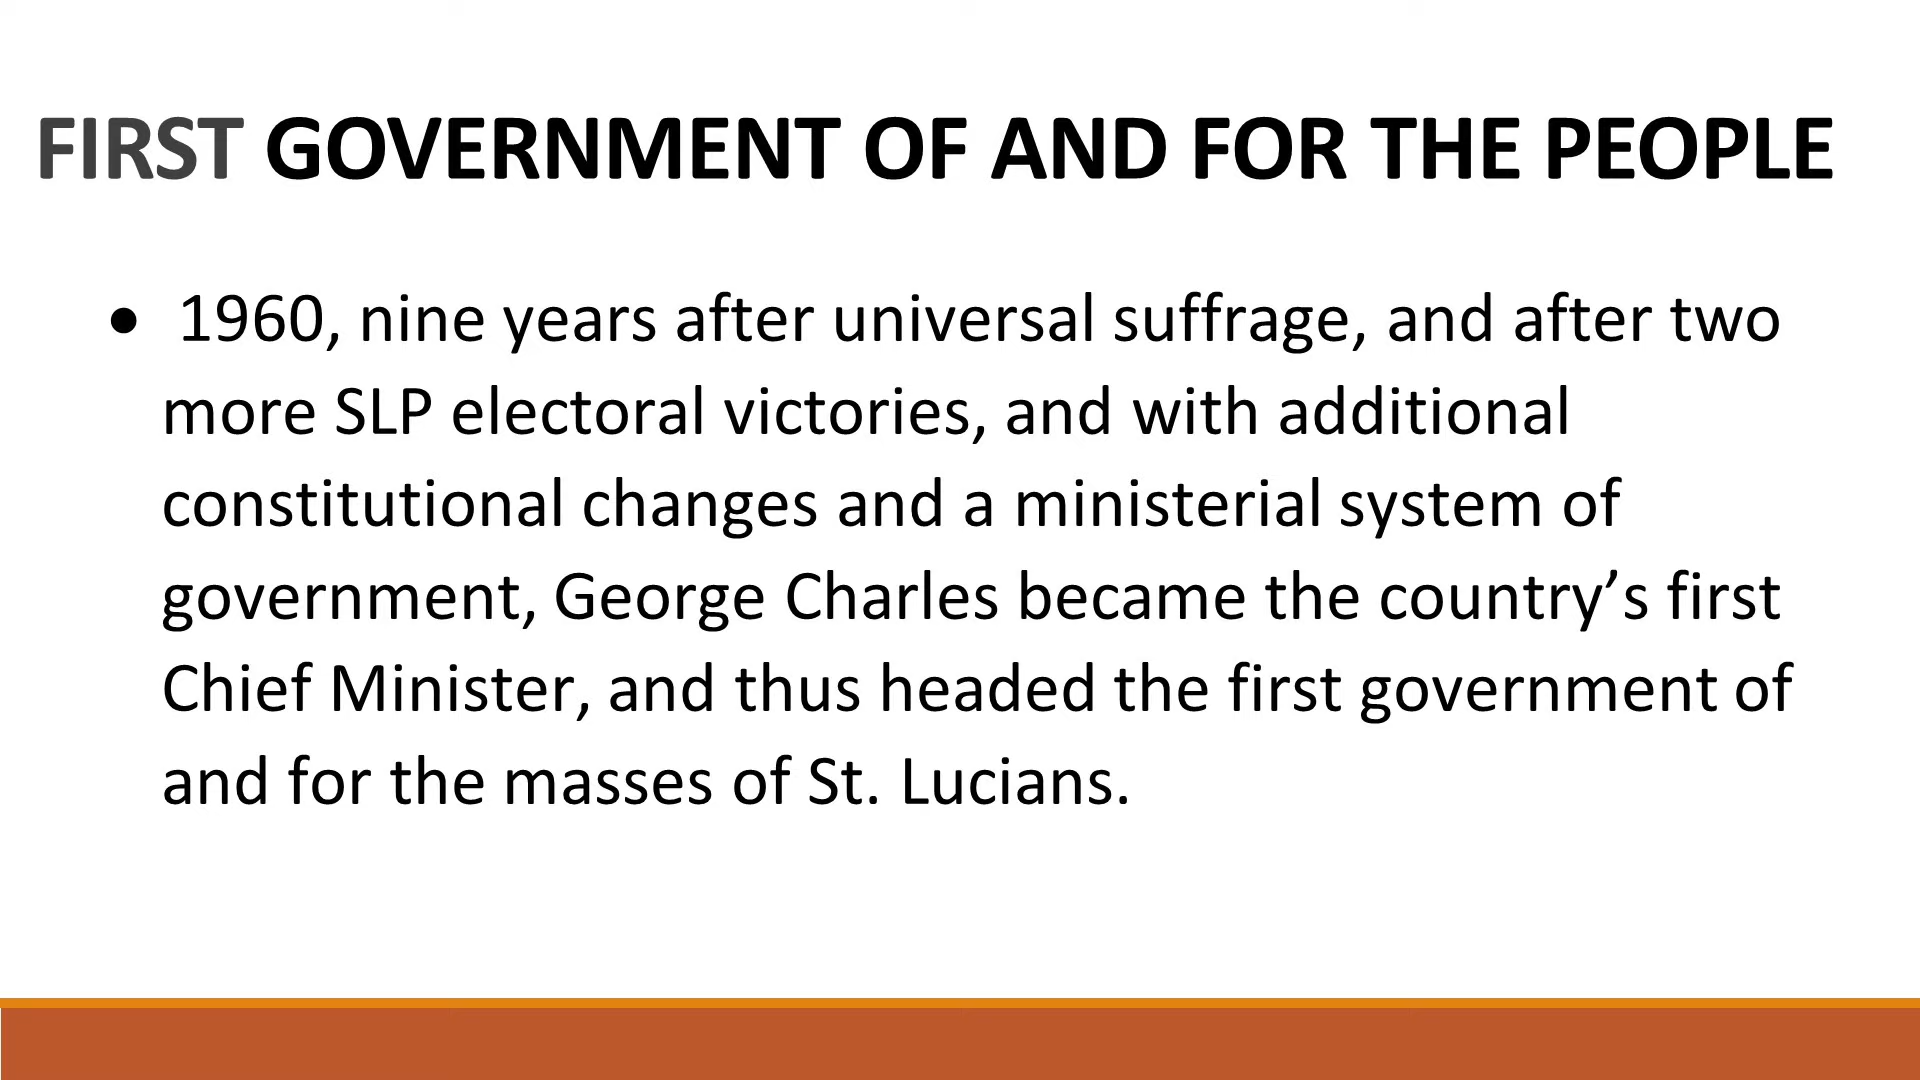 FIRST GOVERNMENT OF AND FOR THE PEOPLE
• 1960, nine years after universal suffrage, and after two
more SLP electoral victories, and with additional
constitutional changes and a ministerial system of
government, George Charles became the country’s first
Chief Minister, and thus headed the first government of
and for the masses of St. Lucians.